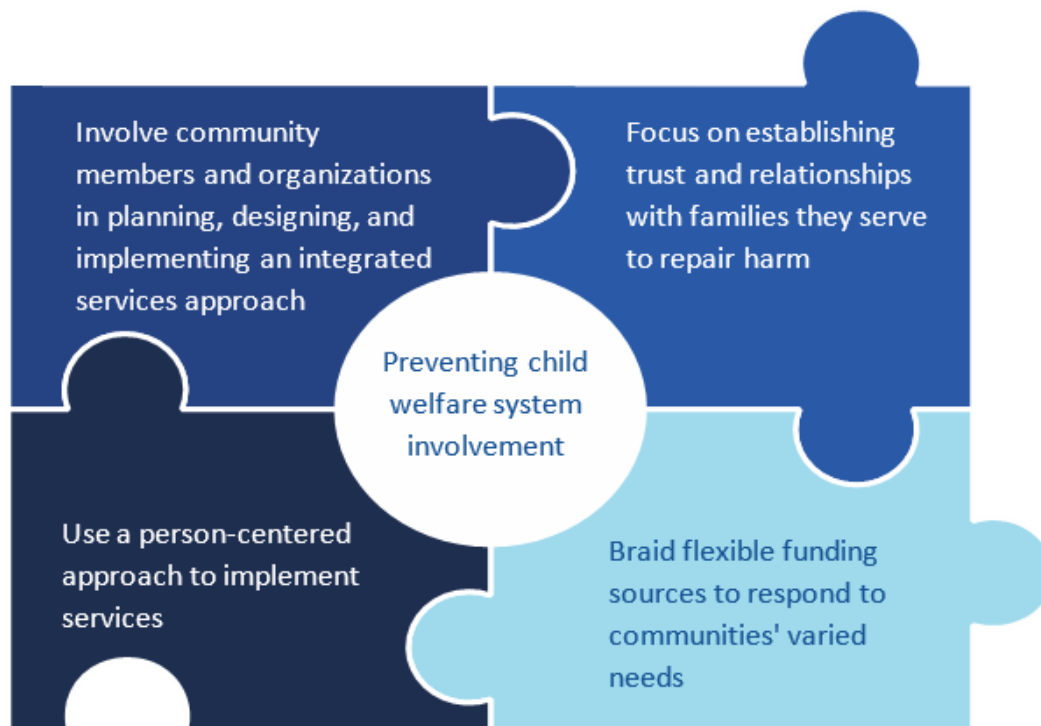 Involve community
members and organizations
in planning, designing, and
implementing an integrated
services approach
Focus on establishing
trust and relationships
with families they serve
to repair harm
Preventing child
welfare system
involvement
Use a person-centered
approach to implement
services
Braid flexible funding
sources to respond to
communities' varied
needs